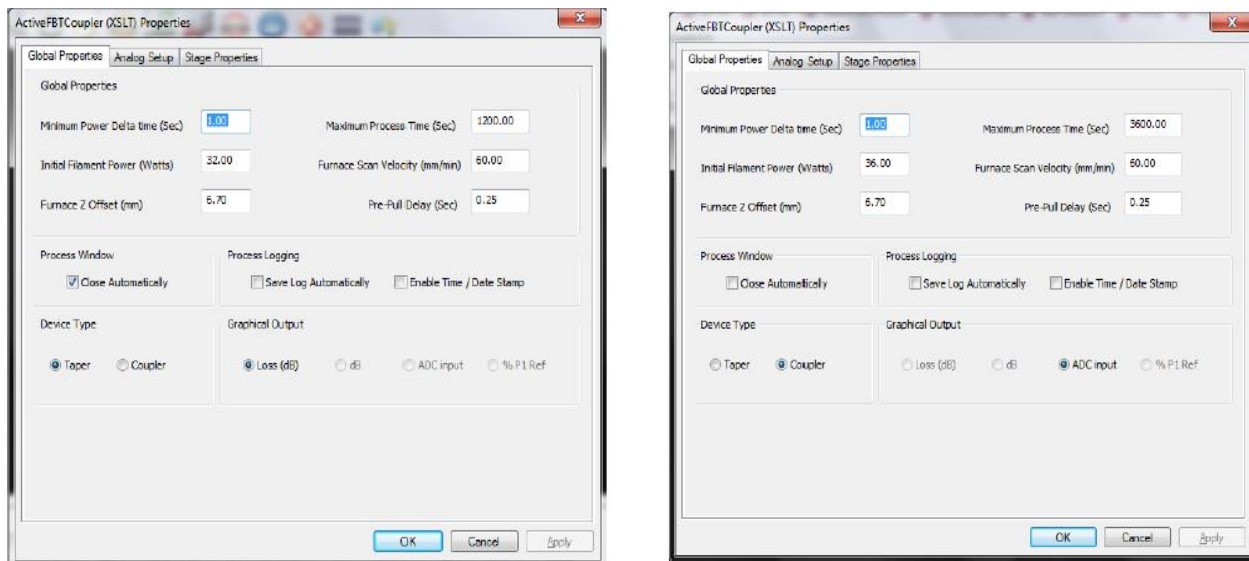 ActiveFBTCoupler (XSLT) Properties
Global Properties Analog Setup Stage Properties
Global Properties
Minimum Power Delta time (Sec) 1.00 Maximum Process Time (Sec) 1200.00
Initial Filament Power (Watts) 32.00 Furnace Scan Velocity (mm/min) 60.00
Furnace Z Offset (mm) 6.70 Pre-Pull Delay (Sec) 0.25
Process Window Process Logging
Close Automatically Save Log Automatically Enable Time / Date Stamp
Device Type Graphical Output
Taper Coupler Loss (dB) dB ADC input % P1 Ref
OK Cancel Apply
ActiveFBTCoupler (XSLT) Properties
Global Properties Analog Setup Stage Properties
Global Properties
Minimum Power Delta time (Sec) 1.00 Maximum Process Time (Sec) 3600.00
Initial Filament Power (Watts) 36.00 Furnace Scan Velocity (mm/min) 60.00
Furnace Z Offset (mm) 6.70 Pre-Pull Delay (Sec) 0.25
Process Window Process Logging
Close Automatically Save Log Automatically Enable Time / Date Stamp
Device Type Graphical Output
Taper Coupler Loss (dB) dB ADC input % P1 Ref
OK Cancel Apply